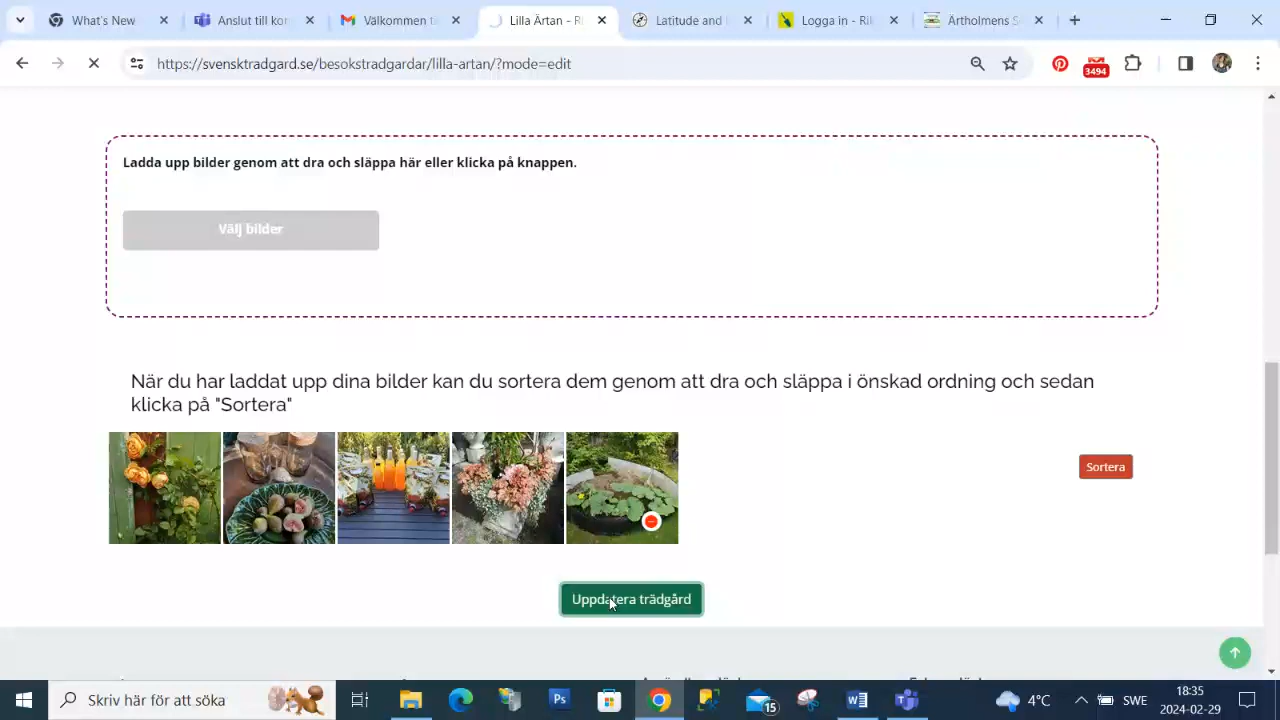 What's New
Anslut till kor
Välkommen t
Lilla Ärtan - R
Latitude and
Logga in - Ril
Ärtholmens S
https://svensktradgard.se/besokstradgardar/lilla-artan/?mode=edit
3494
Ladda upp bilder genom att dra och släppa här eller klicka på knappen.
Välj bilder
När du har laddat upp dina bilder kan du sortera dem genom att dra och släppa i önskad ordning och sedan
klicka på "Sortera"
Sortera
Uppdatera trädgård
Skriv här för att söka
Ps
15
4°C
SWE
18:35
2024-02-29